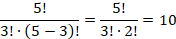 5! / (3! · (5 − 3)!) = 5! / (3! · 2!) = 10